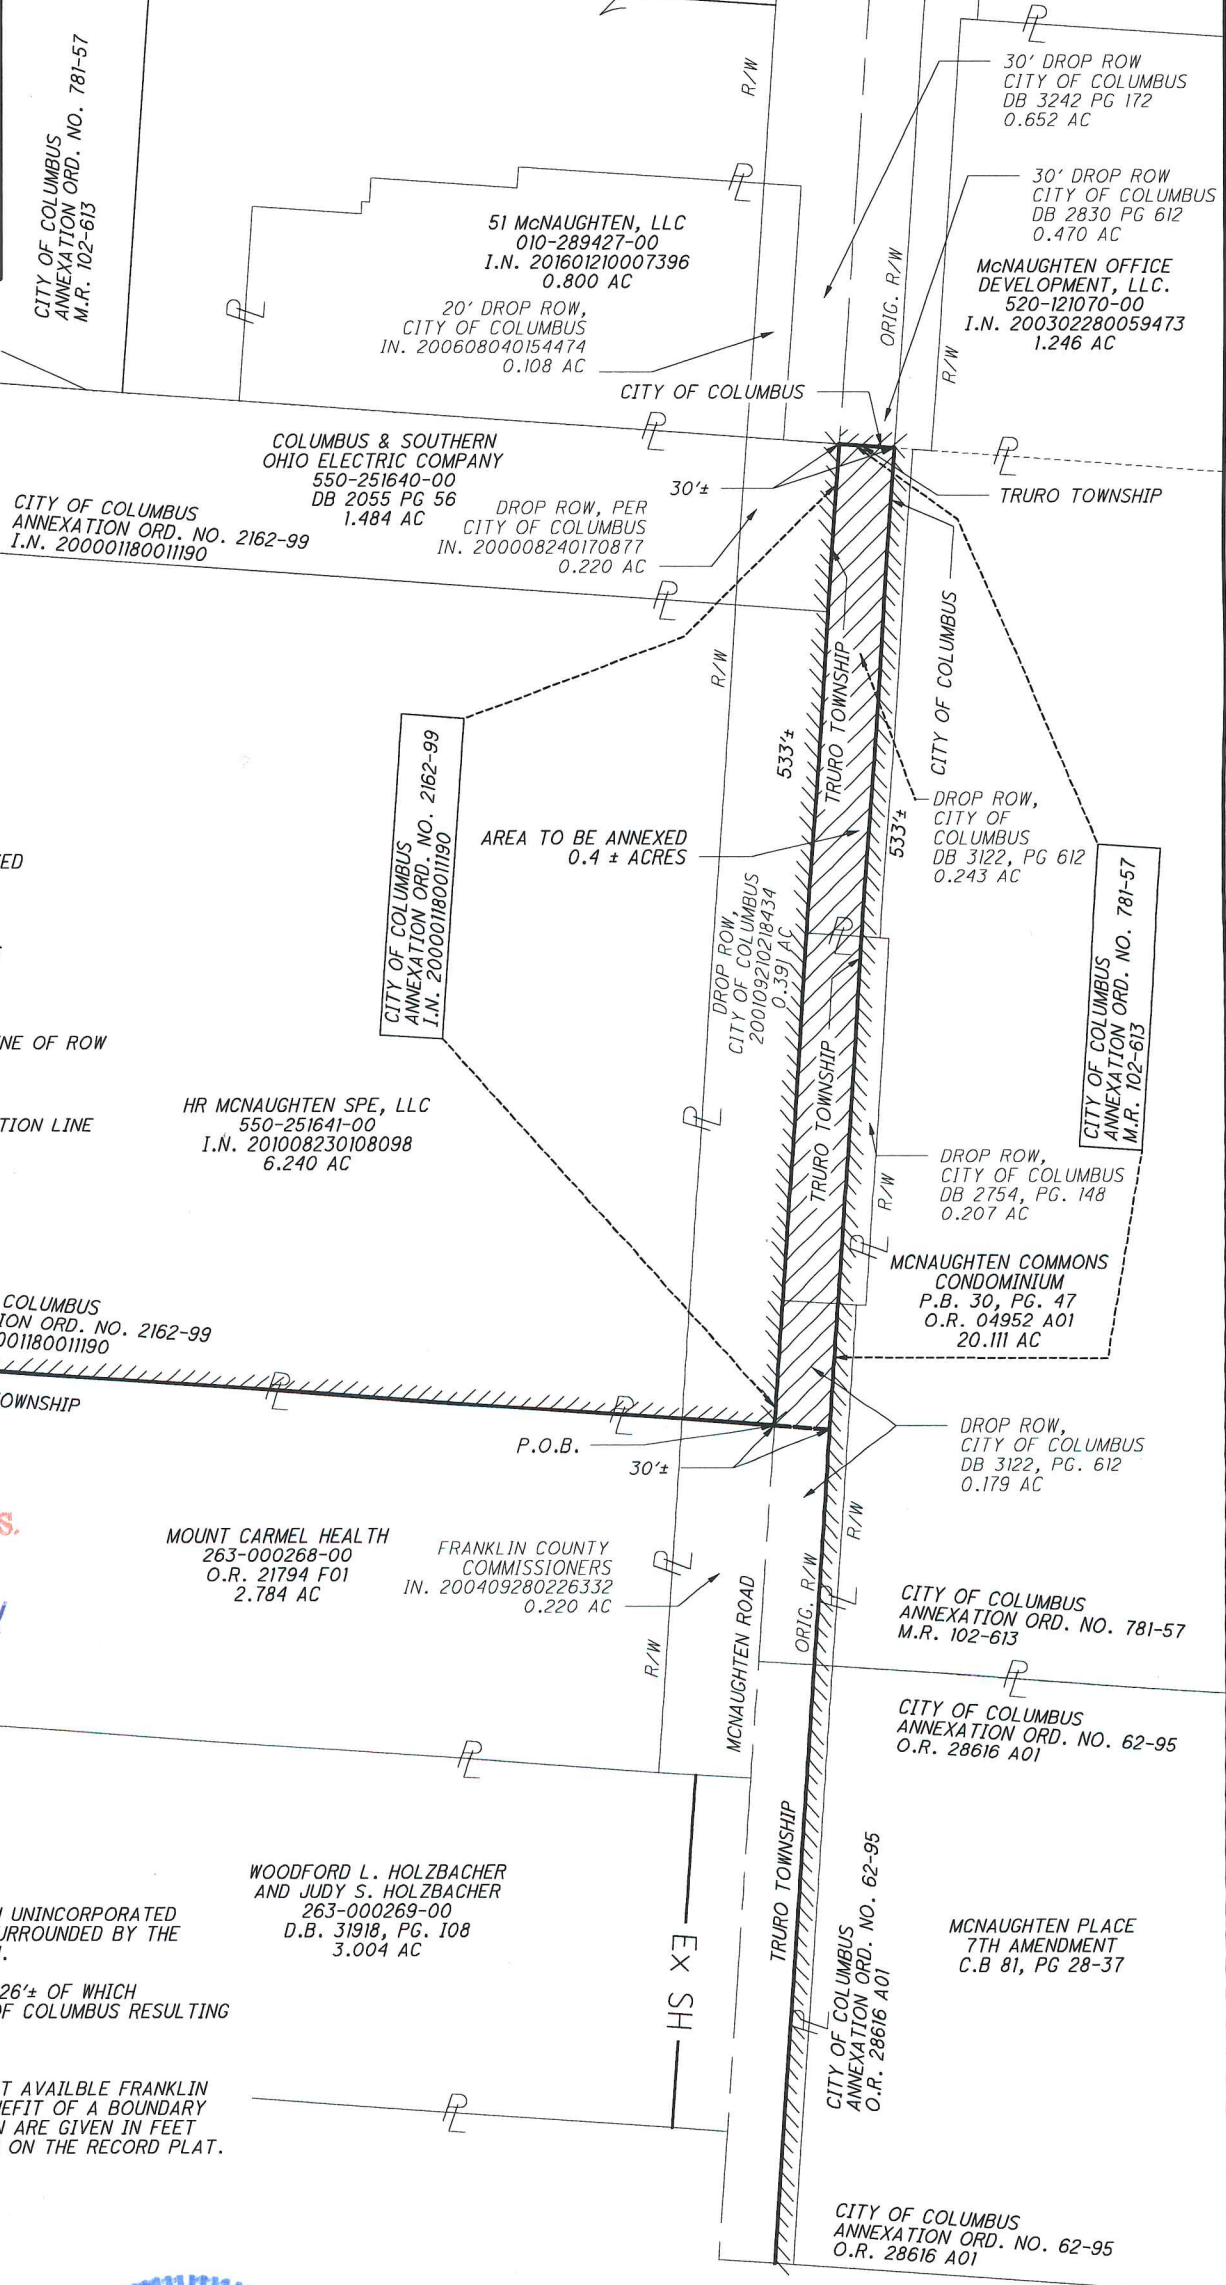 CITY OF COLUMBUS
ANNEXATION ORD. NO. 781-57
M.R. 102-613
R/W
30' DROP ROW
CITY OF COLUMBUS
DB 3242 PG 172
0.652 AC
30' DROP ROW
CITY OF COLUMBUS
DB 2830 PG 612
0.470 AC
51 McNAUGHTEN, LLC
010-289427-00
I.N. 201601210007396
0.800 AC
20' DROP ROW,
CITY OF COLUMBUS
IN. 200608040154474
0.108 AC
ORIG. R/W
McNAUGHTEN OFFICE
DEVELOPMENT, LLC.
520-121070-00
I.N. 200302280059473
1.246 AC
R/W
CITY OF COLUMBUS
COLUMBUS & SOUTHERN
OHIO ELECTRIC COMPANY
550-251640-00
DB 2055 PG 56
1.484 AC
CITY OF COLUMBUS
ANNEXATION ORD. NO. 2162-99
I.N. 200001180011190
DROP ROW, PER
CITY OF COLUMBUS
IN. 200008240170877
0.220 AC
30'±
TRURO TOWNSHIP
R/W
TRURO TOWNSHIP
CITY OF COLUMBUS
533'±
533'±
CITY OF COLUMBUS
ANNEXATION ORD. NO. 2162-99
I.N. 200001180011190
AREA TO BE ANNEXED
0.4 ± ACRES
DROP ROW,
CITY OF
COLUMBUS
DB 3122, PG 612
0.243 AC
ED
DROP ROW,
CITY OF COLUMBUS
200109210218434
0.391 AC
CITY OF COLUMBUS
ANNEXATION ORD. NO. 781-57
M.R. 102-613
NE OF ROW
TION LINE
HR MCNAUGHTEN SPE, LLC
550-251641-00
I.N. 201008230108098
6.240 AC
TRURO TOWNSHIP
R/W
DROP ROW,
CITY OF COLUMBUS
DB 2754, PG. 148
0.207 AC
MCNAUGHTEN COMMONS
CONDOMINIUM
P.B. 30, PG. 47
O.R. 04952 A01
20.111 AC
COLUMBUS
ION ORD. NO. 2162-99
001180011190
OWNSHIP
P.O.B.
30'±
DROP ROW,
CITY OF COLUMBUS
DB 3122, PG. 612
0.179 AC
S.
MOUNT CARMEL HEALTH
263-000268-00
O.R. 21794 F01
2.784 AC
FRANKLIN COUNTY
COMMISSIONERS
IN. 200409280226332
0.220 AC
R/W
MCNAUGHTEN ROAD
ORIG. R/W
R/W
CITY OF COLUMBUS
ANNEXATION ORD. NO. 781-57
M.R. 102-613
CITY OF COLUMBUS
ANNEXATION ORD. NO. 62-95
O.R. 28616 A01
WOODFORD L. HOLZBACHER
AND JUDY S. HOLZBACHER
263-000269-00
D.B. 31918, PG. I08
3.004 AC
EX SH
TRURO TOWNSHIP
CITY OF COLUMBUS
ANNEXATION ORD. NO. 62-95
O.R. 28616 A01
MCNAUGHTEN PLACE
7TH AMENDMENT
C.B 81, PG 28-37
UNINCORPORATED
URROUNDED BY THE
26'± OF WHICH
OF COLUMBUS RESULTING
T AVAILBLE FRANKLIN
EFIT OF A BOUNDARY
N ARE GIVEN IN FEET
ON THE RECORD PLAT.
CITY OF COLUMBUS
ANNEXATION ORD. NO. 62-95
O.R. 28616 A01